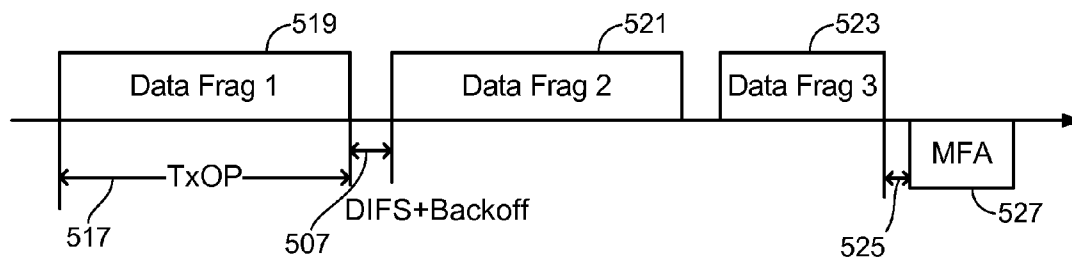 519
521
523
Data Frag 1
Data Frag 2
Data Frag 3
TxOP
MFA
DIFS+Backoff
517
507
525
527